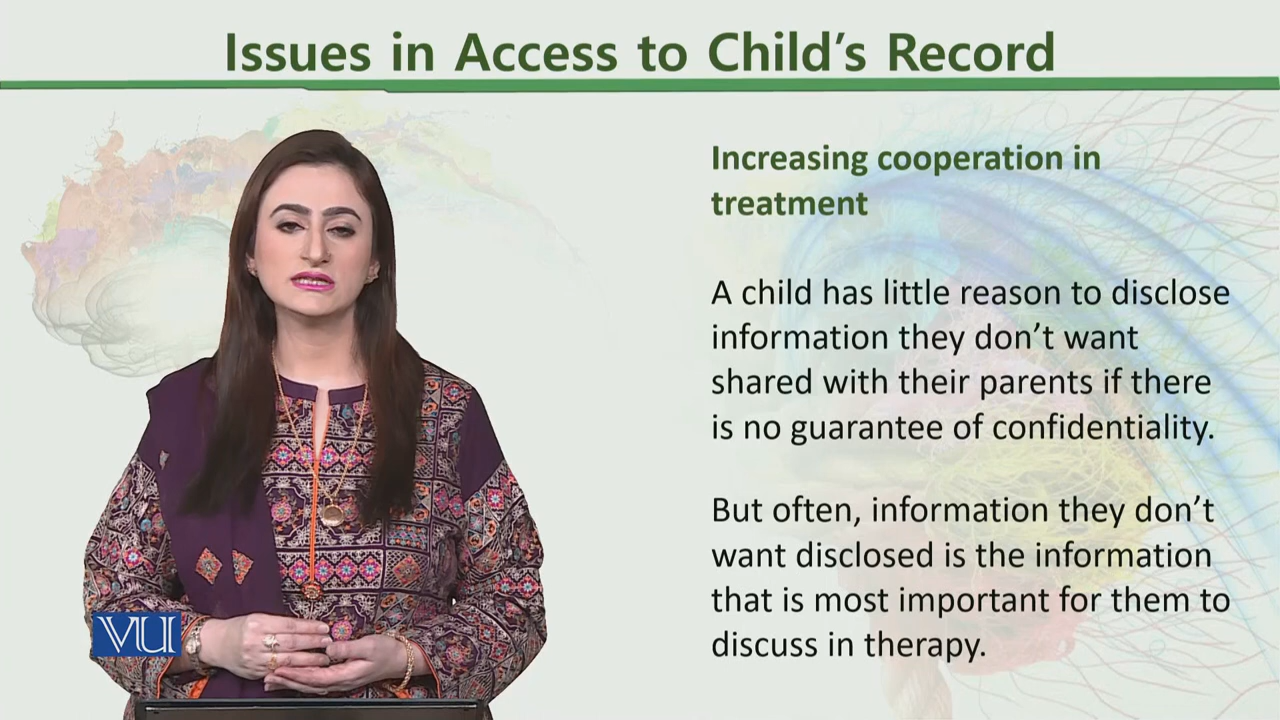 Issues in Access to Child's Record
Increasing cooperation in
treatment
A child has little reason to disclose
information they don't want
shared with their parents if there
is no guarantee of confidentiality.
But often, information they don't
want disclosed is the information
that is most important for them to
discuss in therapy.
VU